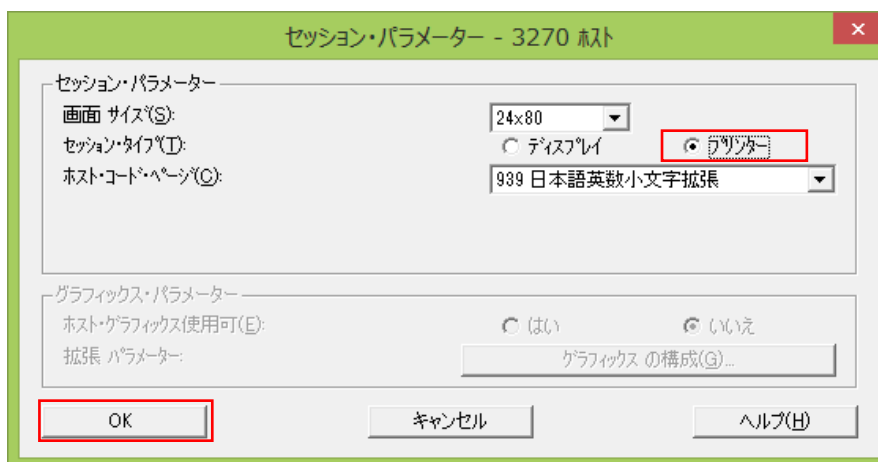 セッション・パラメーター - 3270 ホスト
セッション・パラメーター
画面 サイズ(S): 24x80
セッション・タイプ(T): ディスプレイ プリンター
ホスト・コード・ページ(C): 939 日本語英数小文字拡張
グラフィックス・パラメーター
ホスト・グラフィックス使用可(E): はい いいえ
拡張 パラメーター: グラフィックス の構成(G)...
OK キャンセル ヘルプ(H)